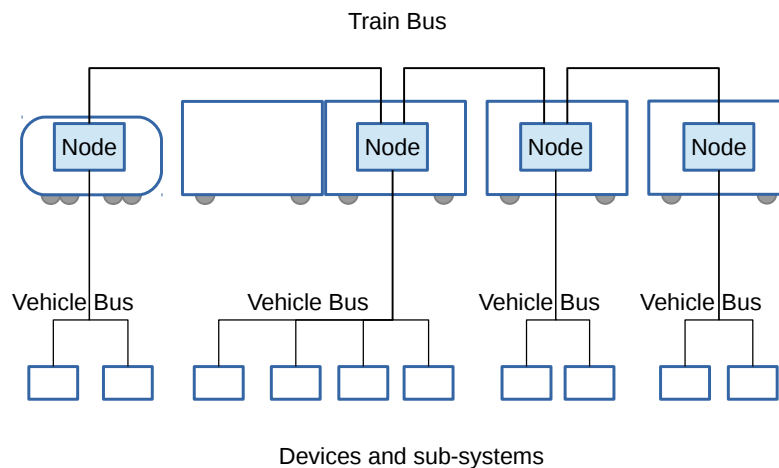 Train Bus
Node
Node
Node
Node
Vehicle Bus
Vehicle Bus
Vehicle Bus
Vehicle Bus
Devices and sub-systems